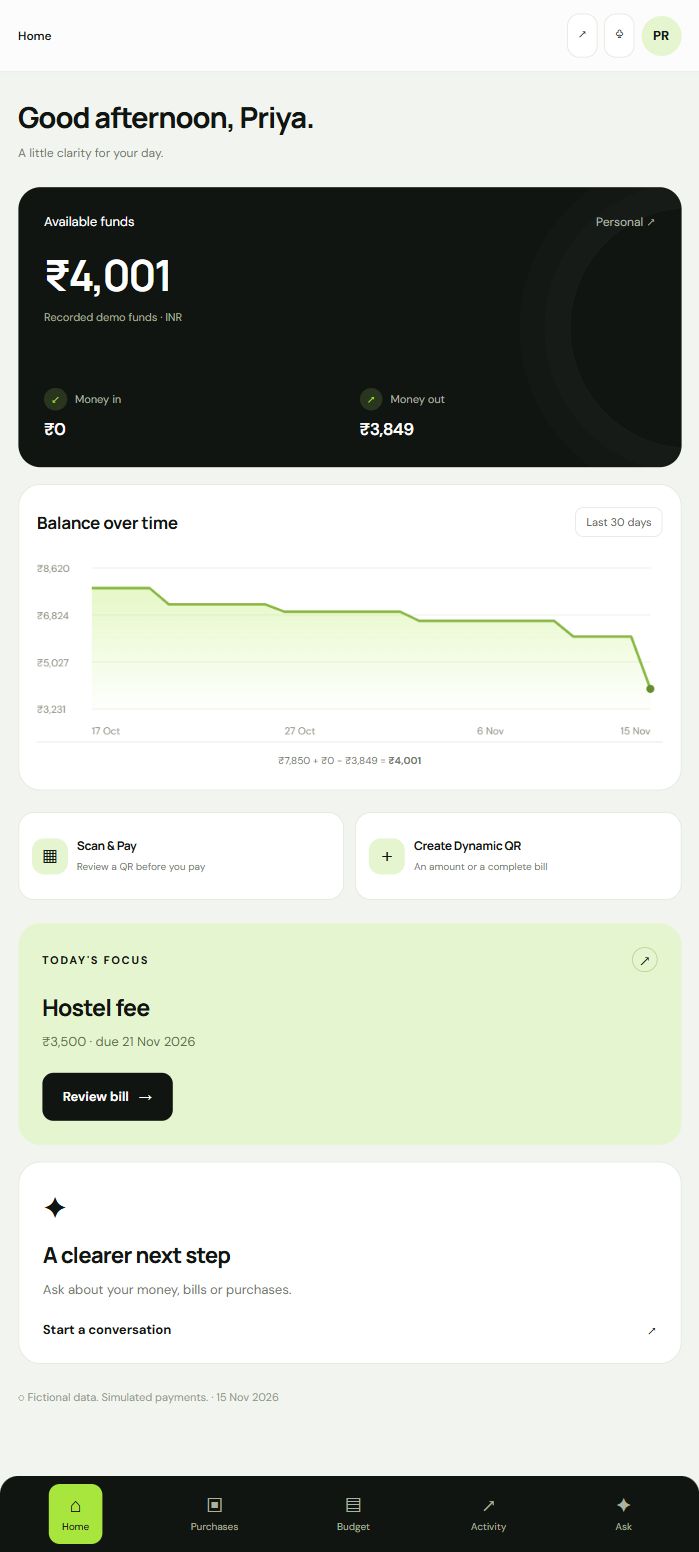 Home
PR
Good afternoon, Priya.
A little clarity for your day.
Available funds
Personal ↗
₹4,001
Recorded demo funds · INR
Money in
Money out
₹0
₹3,849
Balance over time
Last 30 days
₹8,620
₹6,824
₹5,027
₹3,231
17 Oct
27 Oct
6 Nov
15 Nov
₹7,850 + ₹0 − ₹3,849 = ₹4,001
Scan & Pay
Review a QR before you pay
Create Dynamic QR
An amount or a complete bill
TODAY'S FOCUS
Hostel fee
₹3,500 · due 21 Nov 2026
Review bill →
A clearer next step
Ask about your money, bills or purchases.
Start a conversation ↗
○ Fictional data. Simulated payments. · 15 Nov 2026
Home
Purchases
Budget
Activity
Ask